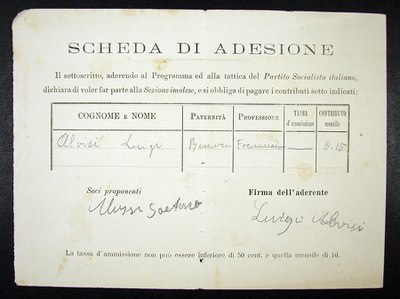 SCHEDA DI ADESIONE
Il sottoscritto, aderendo al Programma ed alla tattica del Partito Socialista italiano,
dichiara di voler far parte alla Sezione imolese, e si obbliga di pagare i contributi sotto indicati:
COGNOME E NOME PATERNITÀ PROFESSIONE TASSA d'ammissione CONTRIBUTO mensile
Alvisi Luigi — 0.15
Soci proponenti Firma dell'aderente
Gaetano Luigi Alvisi
La tassa d'ammissione non può essere inferiore di 50 cent. e quella mensile di 10.